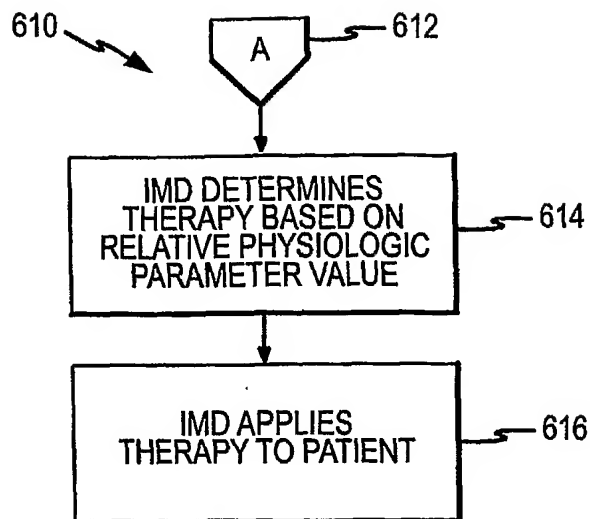 610
A
612
IMD DETERMINES
THERAPY BASED ON
RELATIVE PHYSIOLOGIC
PARAMETER VALUE
614
IMD APPLIES
THERAPY TO PATIENT
616